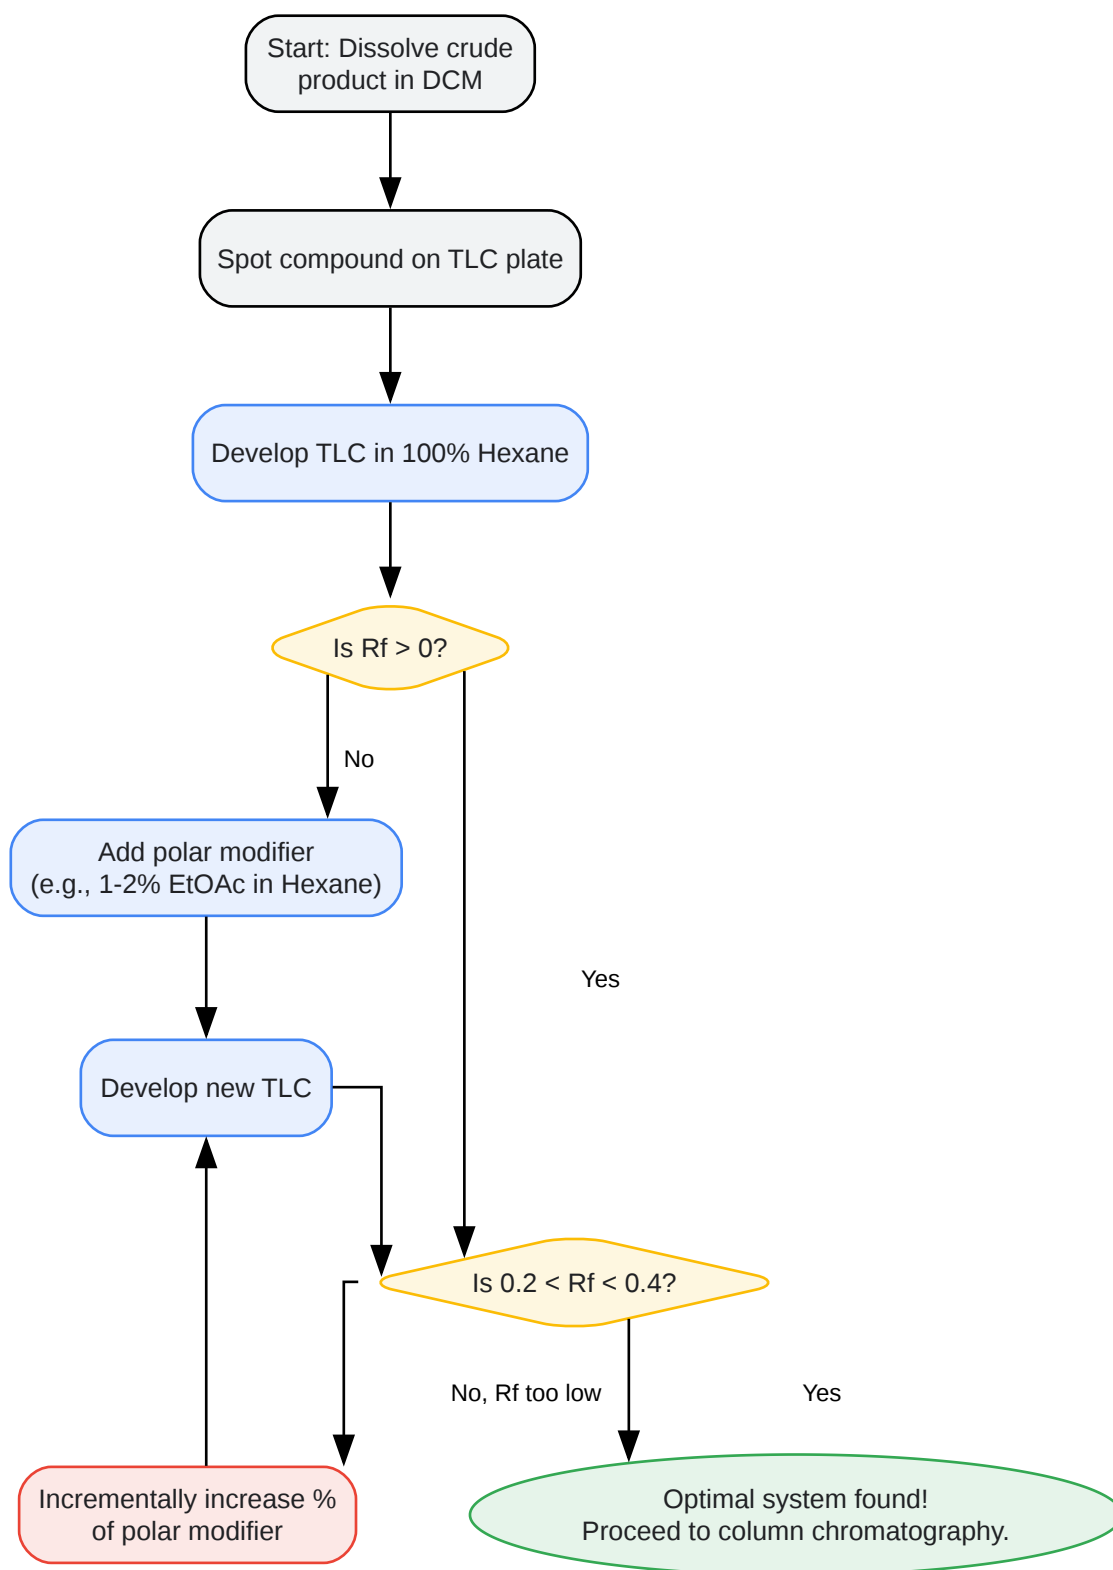 Start: Dissolve crude
product in DCM
Spot compound on TLC plate
Develop TLC in 100% Hexane
Is Rf > 0?
No
Add polar modifier
(e.g., 1-2% EtOAc in Hexane)
Yes
Develop new TLC
Is 0.2 < Rf < 0.4?
No, Rf too low
Yes
Incrementally increase %
of polar modifier
Optimal system found!
Proceed to column chromatography.